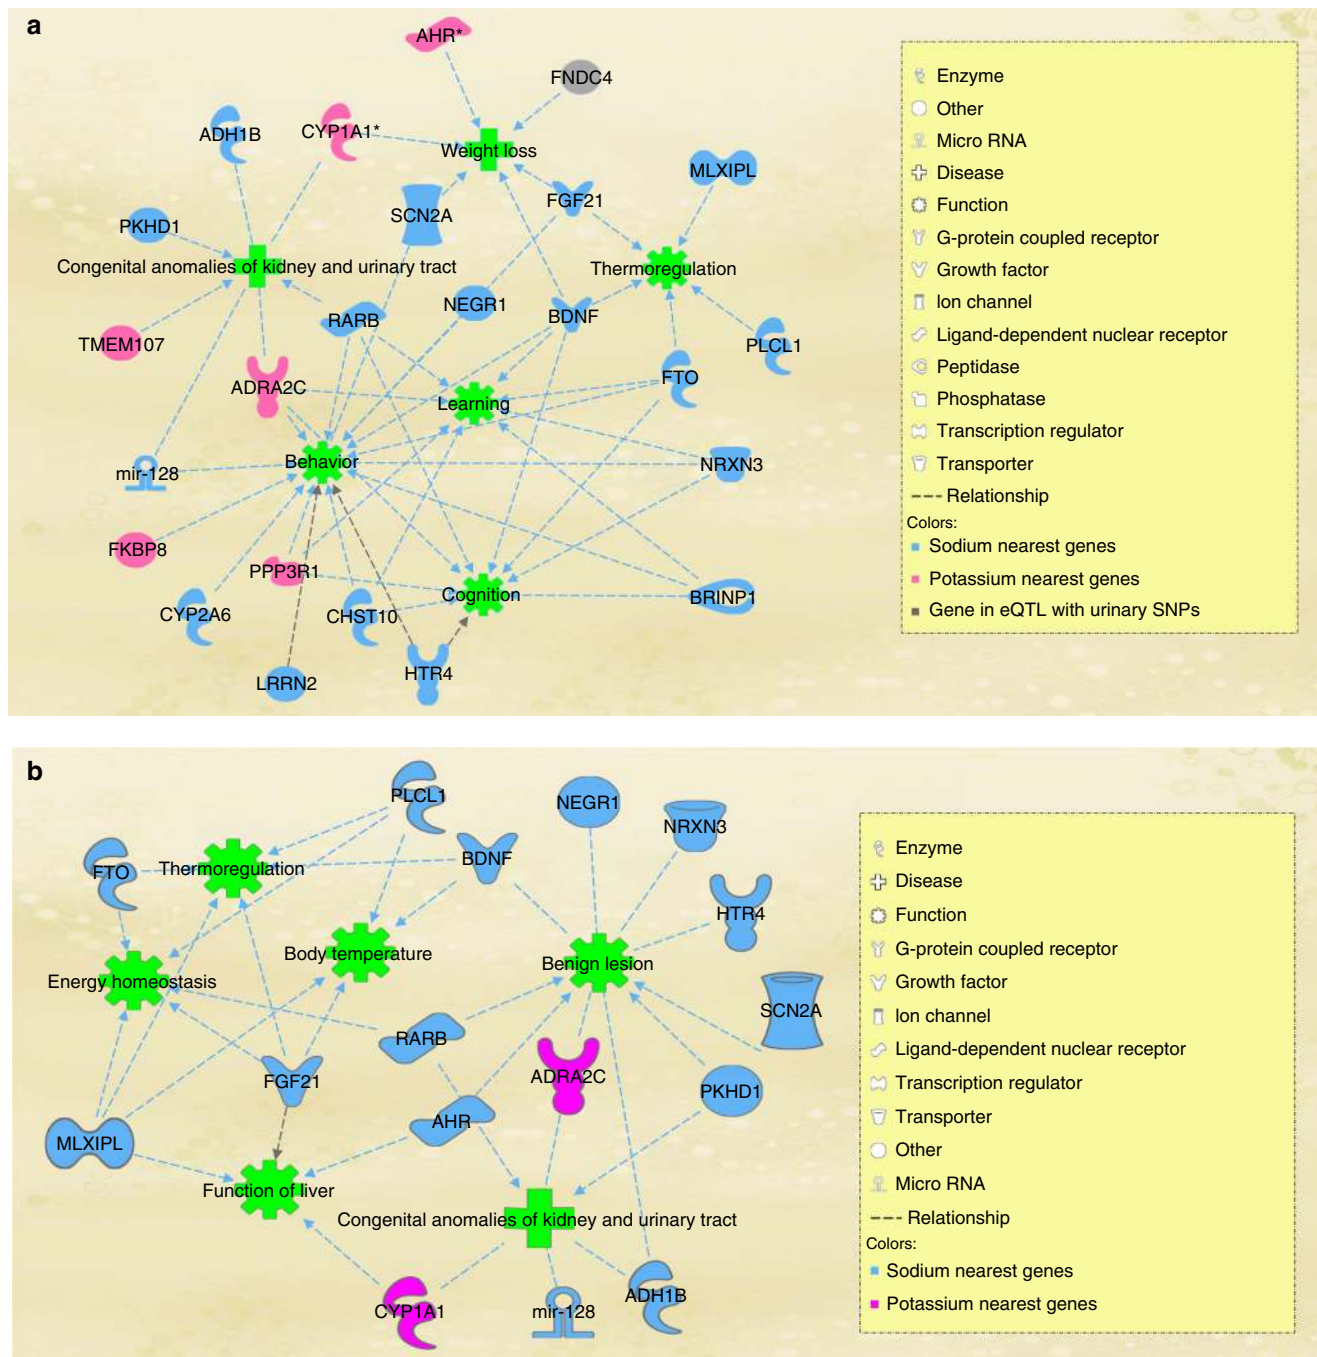 a
AHR*
FNDC4
ADH1B
CYP1A1*
Weight loss
MLXIPL
SCN2A
FGF21
PKHD1
Congenital anomalies of kidney and urinary tract
Thermoregulation
NEGR1
BDNF
RARB
TMEM107
PLCL1
ADRA2C
FTO
Learning
Behavior
NRXN3
mir-128
FKBP8
PPP3R1
Cognition
BRINP1
CYP2A6
CHST10
HTR4
LRRN2
Enzyme
Other
Micro RNA
Disease
Function
G-protein coupled receptor
Growth factor
Ion channel
Ligand-dependent nuclear receptor
Peptidase
Phosphatase
Transcription regulator
Transporter
Relationship
Colors:
Sodium nearest genes
Potassium nearest genes
Gene in eQTL with urinary SNPs
b
PLCL1
NEGR1
NRXN3
FTO
Thermoregulation
BDNF
HTR4
Body temperature
Benign lesion
Energy homeostasis
SCN2A
RARB
FGF21
ADRA2C
PKHD1
AHR
MLXIPL
Function of liver
Congenital anomalies of kidney and urinary tract
CYP1A1
mir-128
ADH1B
Enzyme
Disease
Function
G-protein coupled receptor
Growth factor
Ion channel
Ligand-dependent nuclear receptor
Transcription regulator
Transporter
Other
Micro RNA
Relationship
Colors:
Sodium nearest genes
Potassium nearest genes